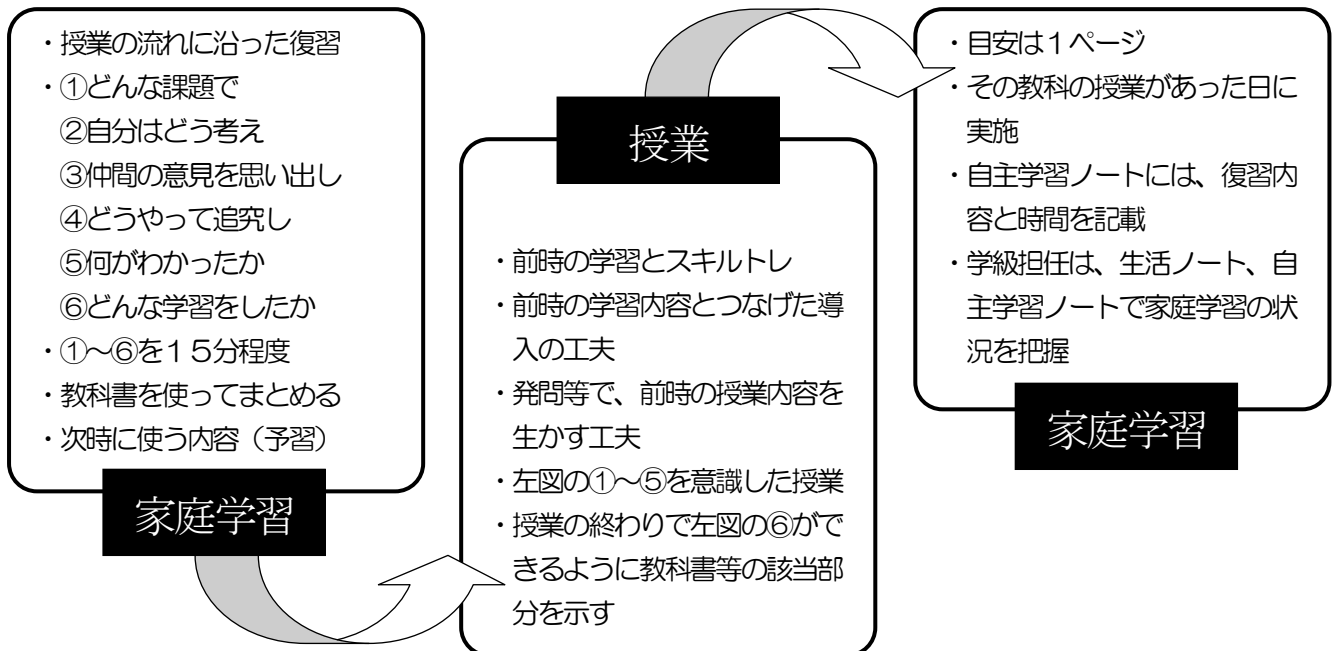 ・授業の流れに沿った復習
・①どんな課題で
②自分はどう考え
③仲間の意見を思い出し
④どうやって追究し
⑤何がわかったか
⑥どんな学習をしたか
・①～⑥を１５分程度
・教科書を使ってまとめる
・次時に使う内容（予習）
家庭学習
授業
・前時の学習とスキルトレ
・前時の学習内容とつなげた導
入の工夫
・発問等で、前時の授業内容を
生かす工夫
・左図の①～⑤を意識した授業
・授業の終わりで左図の⑥がで
きるように教科書等の該当部
分を示す
・目安は１ページ
・その教科の授業があった日に
実施
・自主学習ノートには、復習内
容と時間を記載
・学級担任は、生活ノート、自
主学習ノートで家庭学習の状
況を把握
家庭学習